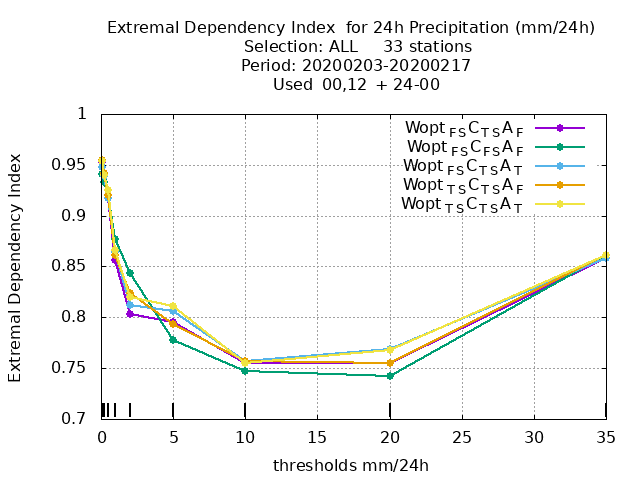 Extremal Dependency Index  for 24h Precipitation (mm/24h)
Selection: ALL     33 stations
Period: 20200203-20200217
Used  00,12  + 24-00
Extremal Dependency Index
1
0.95
0.9
0.85
0.8
0.75
0.7
Wopt FS C TS A F
Wopt FS C FS A F
Wopt FS C TS A T
Wopt TS C TS A F
Wopt TS C TS A T
0 5 10 15 20 25 30 35
thresholds mm/24h